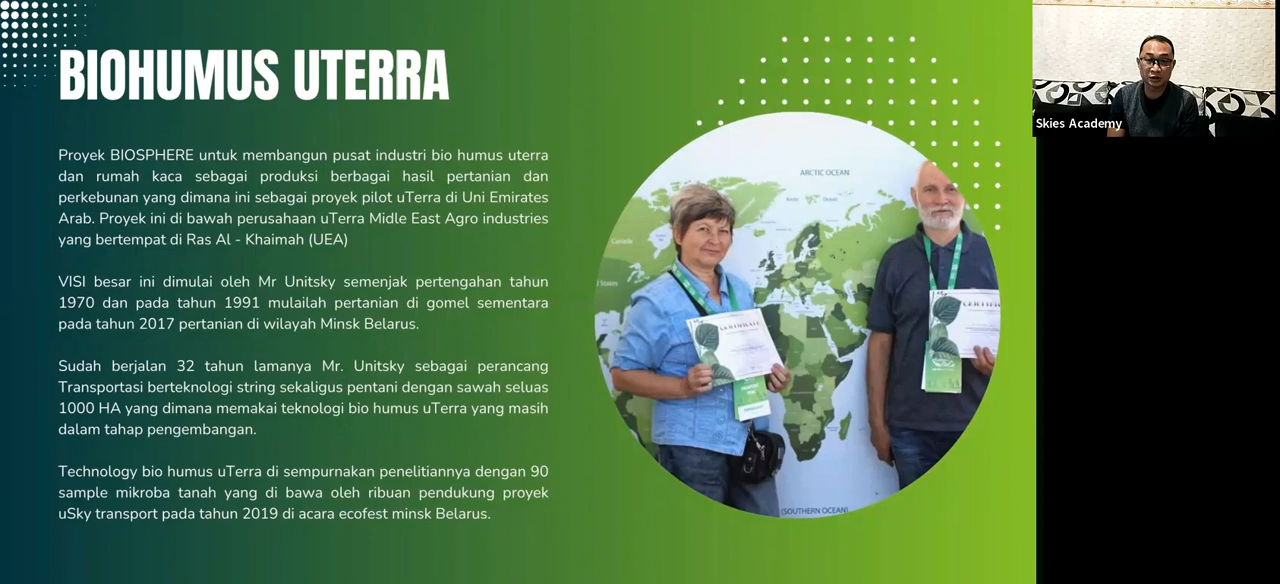 BIOHUMUS UTERRA
Proyek BIOSPHERE untuk membangun pusat industri bio humus uterra
dan rumah kaca sebagai produksi berbagai hasil pertanian dan
perkebunan yang dimana ini sebagai proyek pilot uTerra di Uni Emirates
Arab. Proyek ini di bawah perusahaan uTerra Midle East Agro industries
yang bertempat di Ras Al - Khaimah (UEA)
VISI besar ini dimulai oleh Mr Unitsky semenjak pertengahan tahun
1970 dan pada tahun 1991 mulailah pertanian di gomel sementara
pada tahun 2017 pertanian di wilayah Minsk Belarus.
Sudah berjalan 32 tahun lamanya Mr. Unitsky sebagai perancang
Transportasi berteknologi string sekaligus pentani dengan sawah seluas
1000 HA yang dimana memakai teknologi bio humus uTerra yang masih
dalam tahap pengembangan.
Technology bio humus uTerra di sempurnakan penelitiannya dengan 90
sample mikroba tanah yang di bawa oleh ribuan pendukung proyek
uSky transport pada tahun 2019 di acara ecofest minsk Belarus.
ARCTIC OCEAN
Canada
(SOUTHERN OCEAN)
Skies Academy